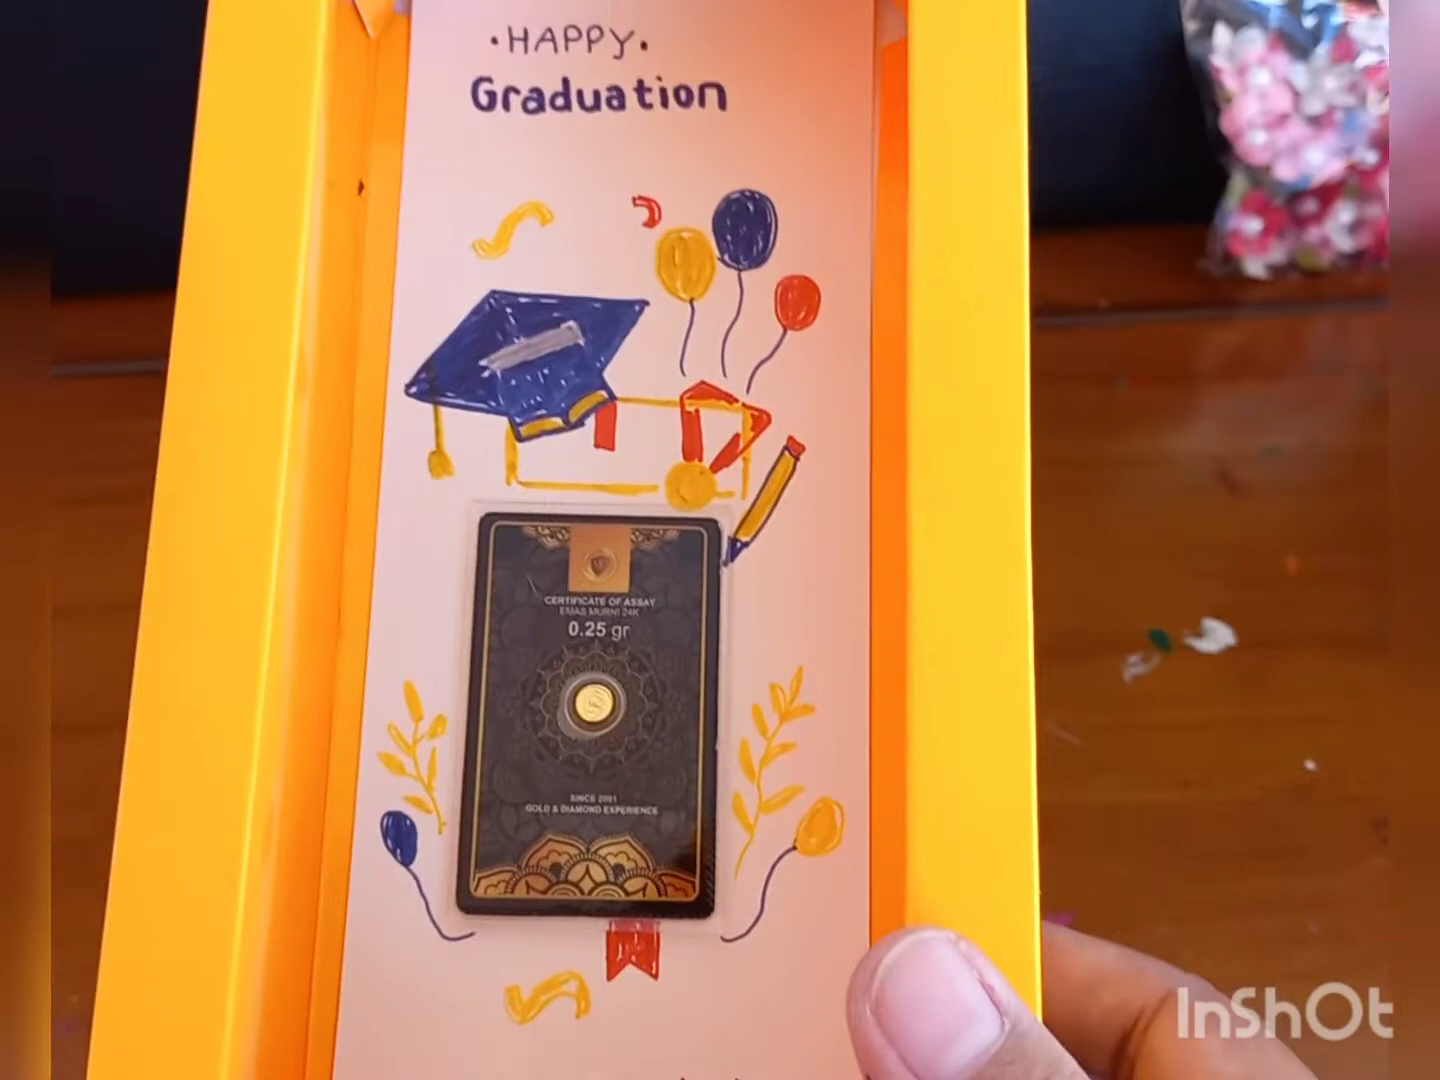 • HAPPY •
Graduation
CERTIFICATE OF ASSAY
EMAS MURNI 24K
0.25 gr
SINCE 2001
GOLD & DIAMOND EXPERIENCE
InShOt